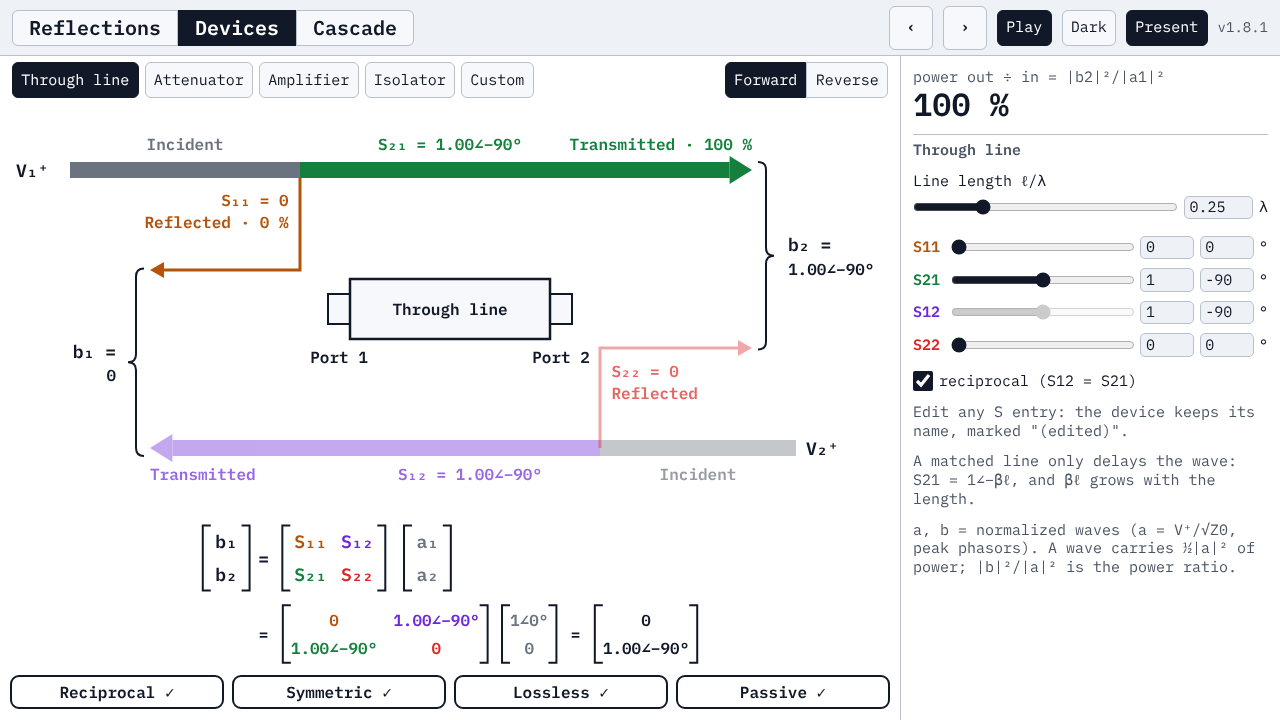 Reflections Devices Cascade ‹ › Play Dark Present v1.8.1
Through line Attenuator Amplifier Isolator Custom Forward Reverse
power out ÷ in = |b2|²/|a1|²
100 %
Through line
Line length ℓ/λ
0.25 λ
S11 0 0 °
S21 1 -90 °
S12 1 -90 °
S22 0 0 °
reciprocal (S12 = S21)
Edit any S entry: the device keeps its
name, marked "(edited)".
A matched line only delays the wave:
S21 = 1∠−βℓ, and βℓ grows with the
length.
a, b = normalized waves (a = V⁺/√Z0,
peak phasors). A wave carries ½|a|² of
power; |b|²/|a|² is the power ratio.
Incident S₂₁ = 1.00∠−90° Transmitted · 100 %
V₁⁺
S₁₁ = 0
Reflected · 0 %
b₂ =
1.00∠−90°
Through line
Port 1 Port 2
b₁ =
0
S₂₂ = 0
Reflected
V₂⁺
Transmitted S₁₂ = 1.00∠−90° Incident
b₁ S₁₁ S₁₂ a₁
=
b₂ S₂₁ S₂₂ a₂
0 1.00∠−90° 1∠0° 0
= =
1.00∠−90° 0 0 1.00∠−90°
Reciprocal ✓ Symmetric ✓ Lossless ✓ Passive ✓